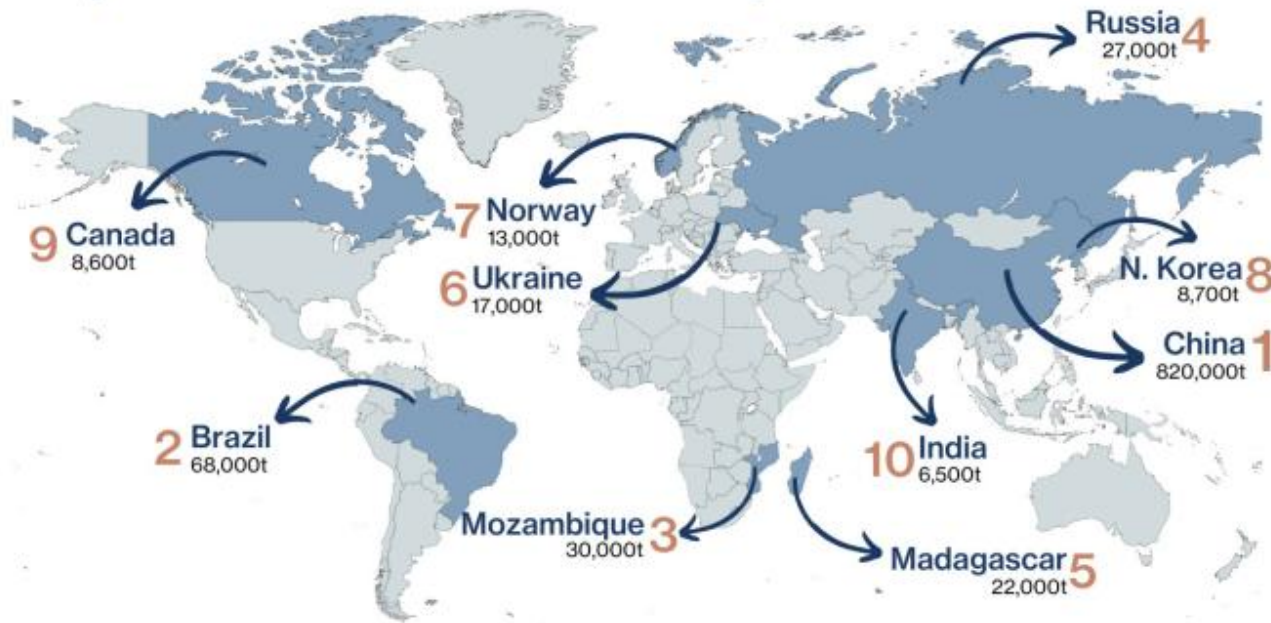 Russia 4
27,000t
7 Norway
13,000t
9 Canada
8,600t
6 Ukraine
17,000t
N. Korea 8
8,700t
China 1
820,000t
2 Brazil
68,000t
10 India
6,500t
Mozambique 3
30,000t
Madagascar 5
22,000t